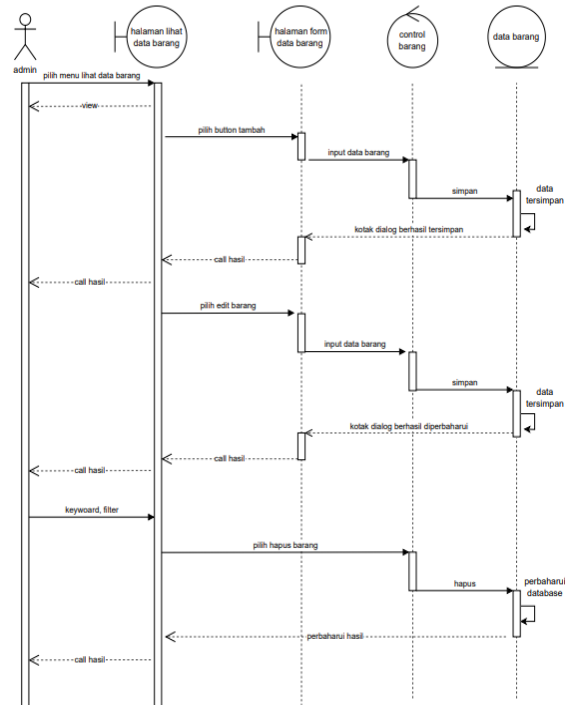 halaman lihat
data barang
halaman form
data barang
control
barang
data barang
admin
pilih menu lihat data barang
view
pilih button tambah
input data barang
simpan
data
tersimpan
kotak dialog berhasil tersimpan
call hasil
call hasil
pilih edit barang
input data barang
simpan
data
tersimpan
kotak dialog berhasil diperbaharui
call hasil
call hasil
keywoard, filter
pilih hapus barang
hapus
perbaharui
database
perbaharui hasil
call hasil